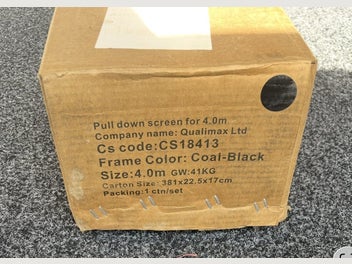 Pull down screen for 4.0m
Company name: Qualimax Ltd
Cs code:CS18413
Frame Color: Coal-Black
Size:4.0m GW:41KG
Carton Size: 381x22.5x17cm
Packing:1 ctn/set